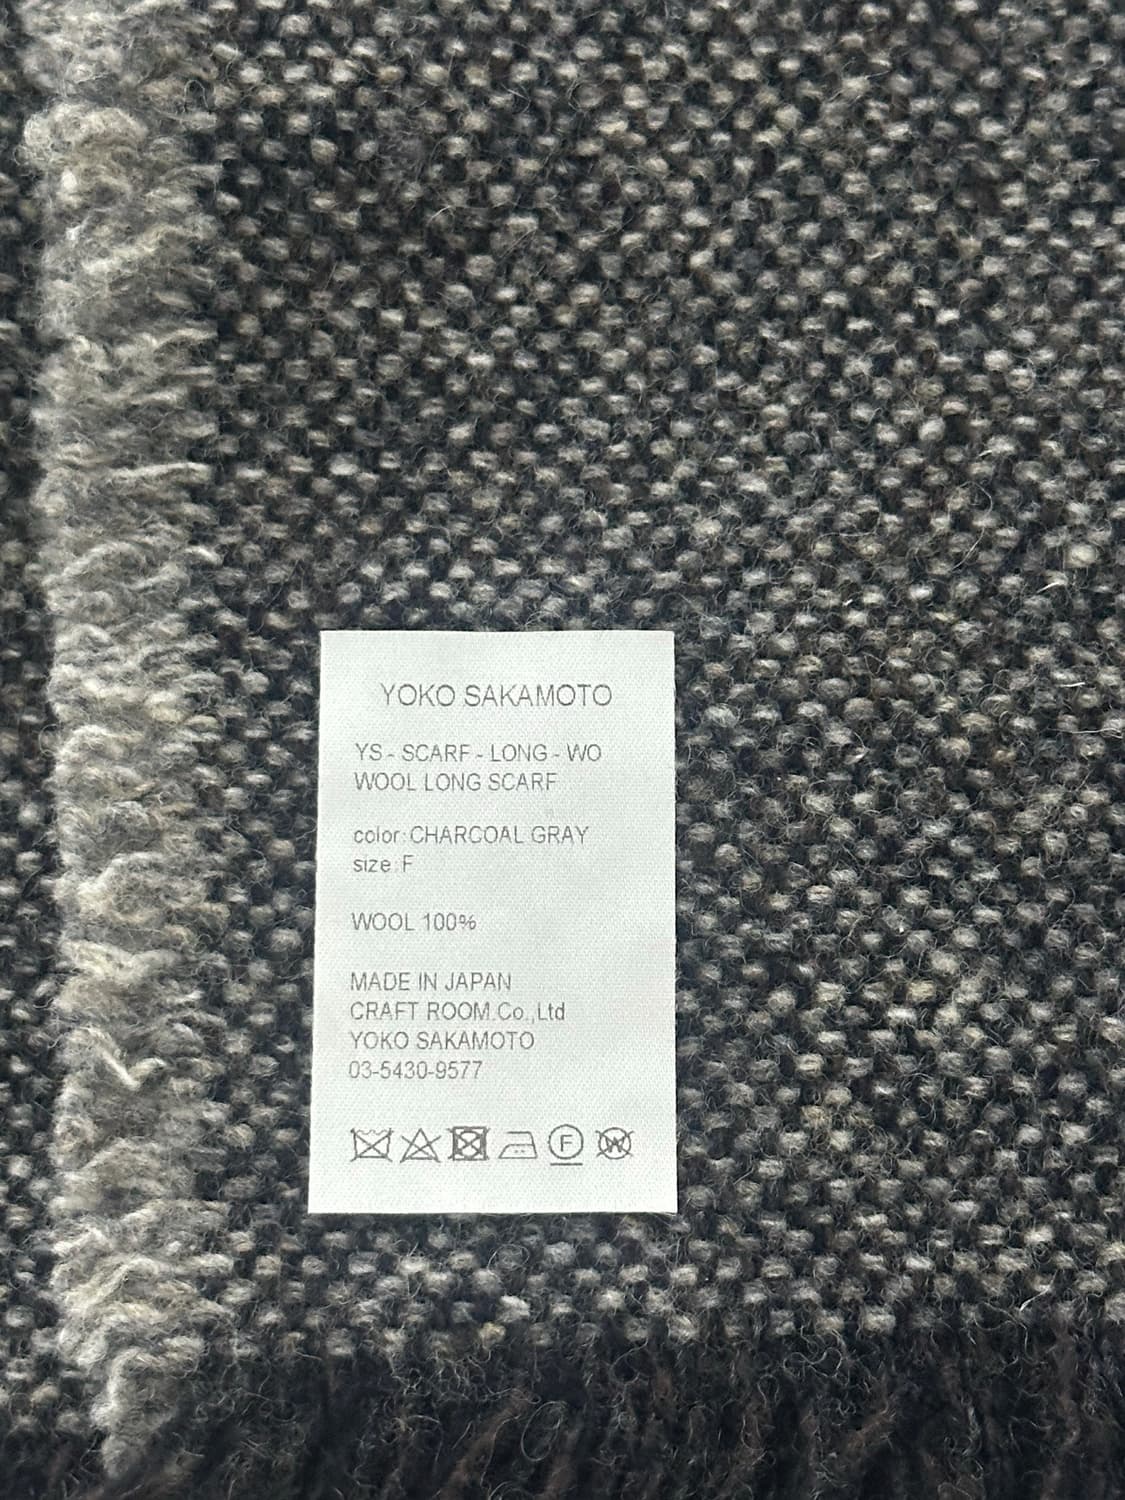 YOKO SAKAMOTO
YS - SCARF - LONG - WO
WOOL LONG SCARF
color:CHARCOAL GRAY
size:F
WOOL 100%
MADE IN JAPAN
CRAFT ROOM.Co.,Ltd
YOKO SAKAMOTO
03-5430-9577
F W